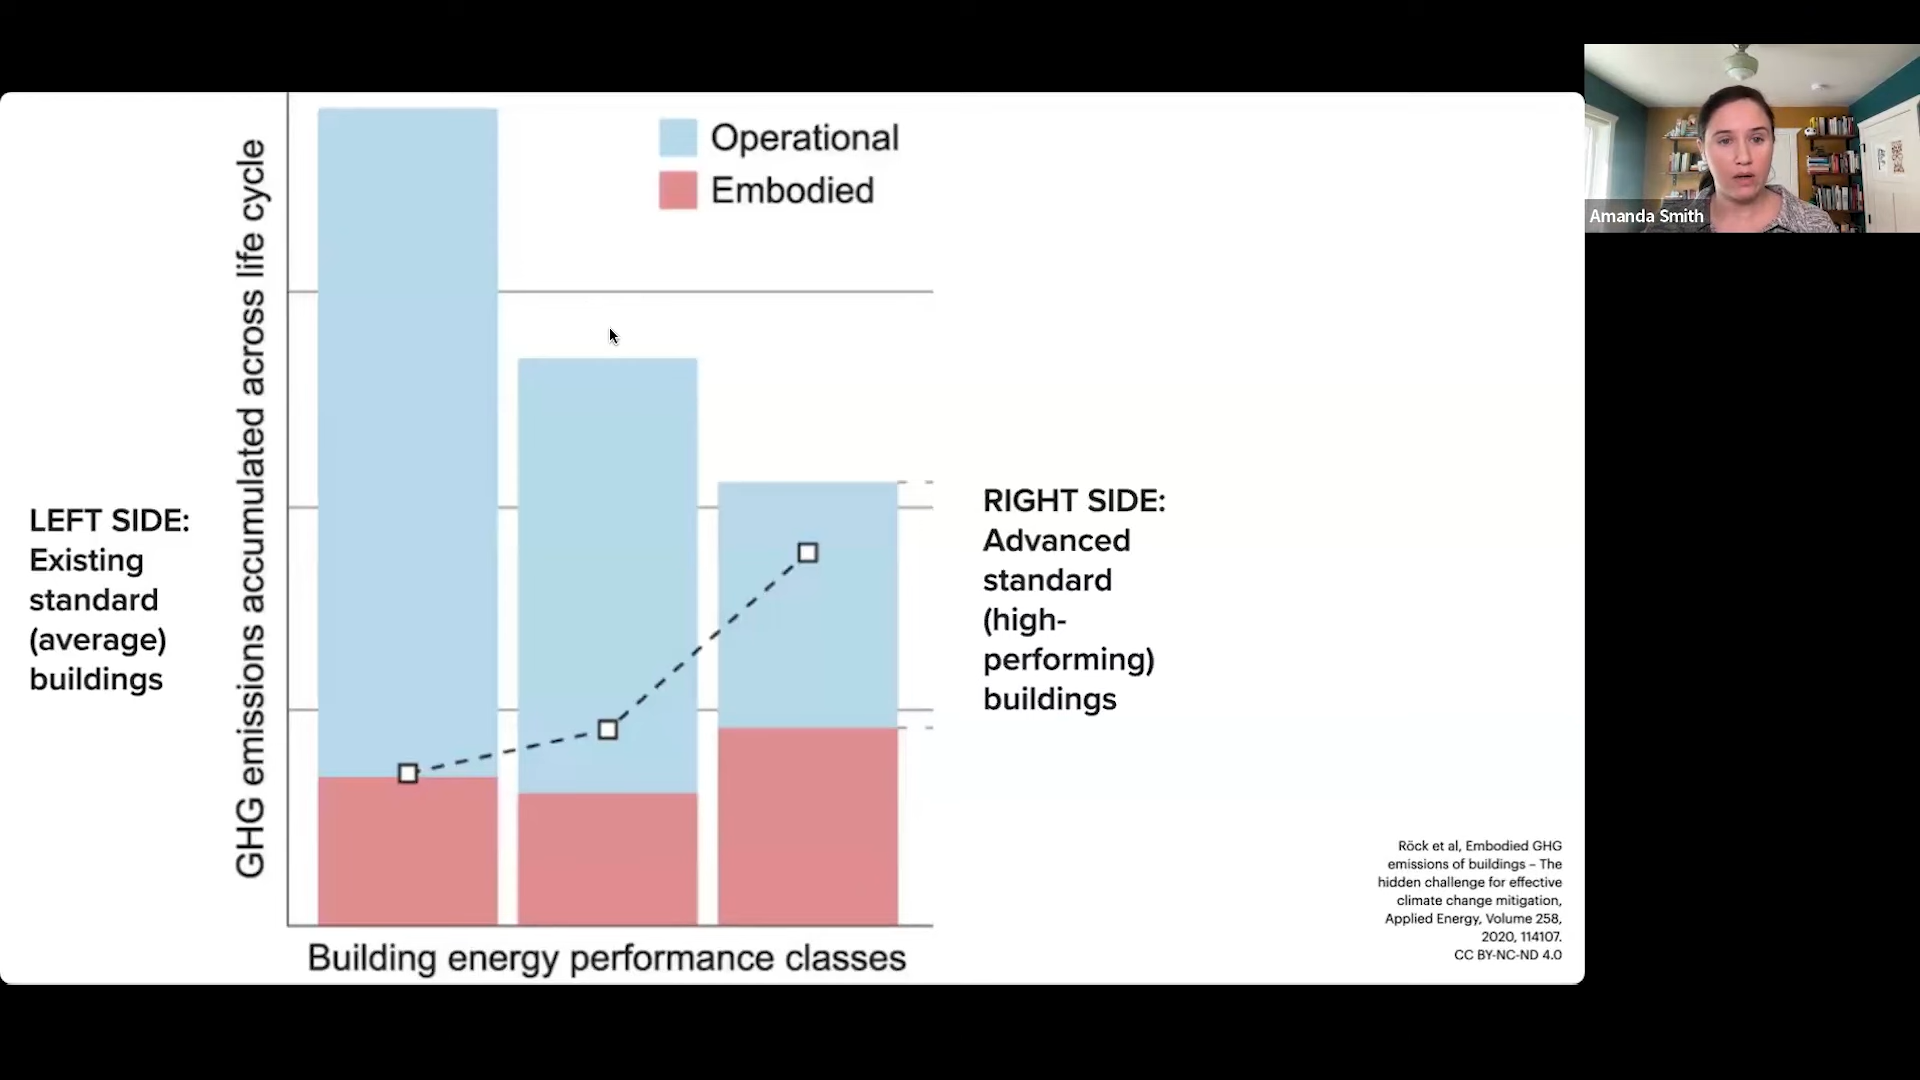 Operational
Embodied
GHG emissions accumulated across life cycle
LEFT SIDE:
Existing
standard
(average)
buildings
RIGHT SIDE:
Advanced
standard
(high-
performing)
buildings
Building energy performance classes
Röck et al, Embodied GHG
emissions of buildings – The
hidden challenge for effective
climate change mitigation,
Applied Energy, Volume 258,
2020, 114107.
CC BY-NC-ND 4.0
Amanda Smith